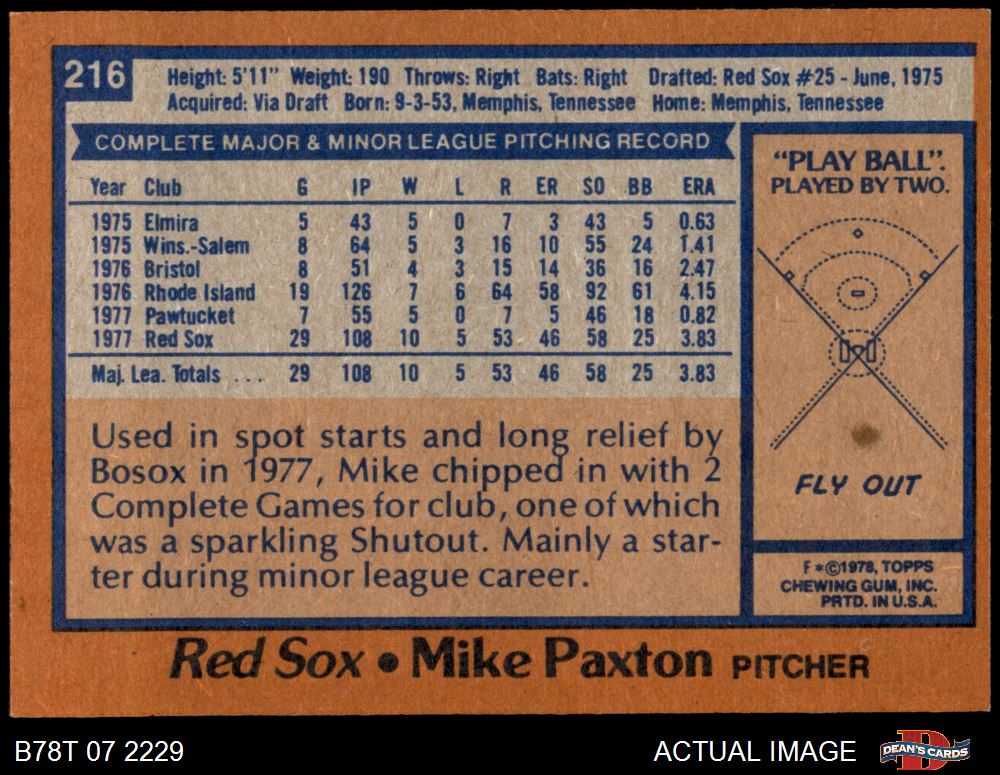 216
Height: 5'11" Weight: 190 Throws: Right Bats: Right Drafted: Red Sox #25 - June, 1975
Acquired: Via Draft Born: 9-3-53, Memphis, Tennessee Home: Memphis, Tennessee
COMPLETE MAJOR & MINOR LEAGUE PITCHING RECORD
Year Club G IP W L R ER SO BB ERA
1975 Elmira 5 43 5 0 7 3 43 5 0.63
1975 Wins.-Salem 8 64 5 3 16 10 55 24 1.41
1976 Bristol 8 51 4 3 15 14 36 16 2.47
1976 Rhode Island 19 126 7 6 64 58 92 61 4.15
1977 Pawtucket 7 55 5 0 7 5 46 18 0.82
1977 Red Sox 29 108 10 5 53 46 58 25 3.83
Maj. Lea. Totals ... 29 108 10 5 53 46 58 25 3.83
Used in spot starts and long relief by
Bosox in 1977, Mike chipped in with 2
Complete Games for club, one of which
was a sparkling Shutout. Mainly a star-
ter during minor league career.
"PLAY BALL".
PLAYED BY TWO.
FLY OUT
F*©1978, TOPPS
CHEWING GUM, INC.
PRTD. IN U.S.A.
Red Sox • Mike Paxton PITCHER
B78T 07 2229
ACTUAL IMAGE
D
DEAN'S CARDS